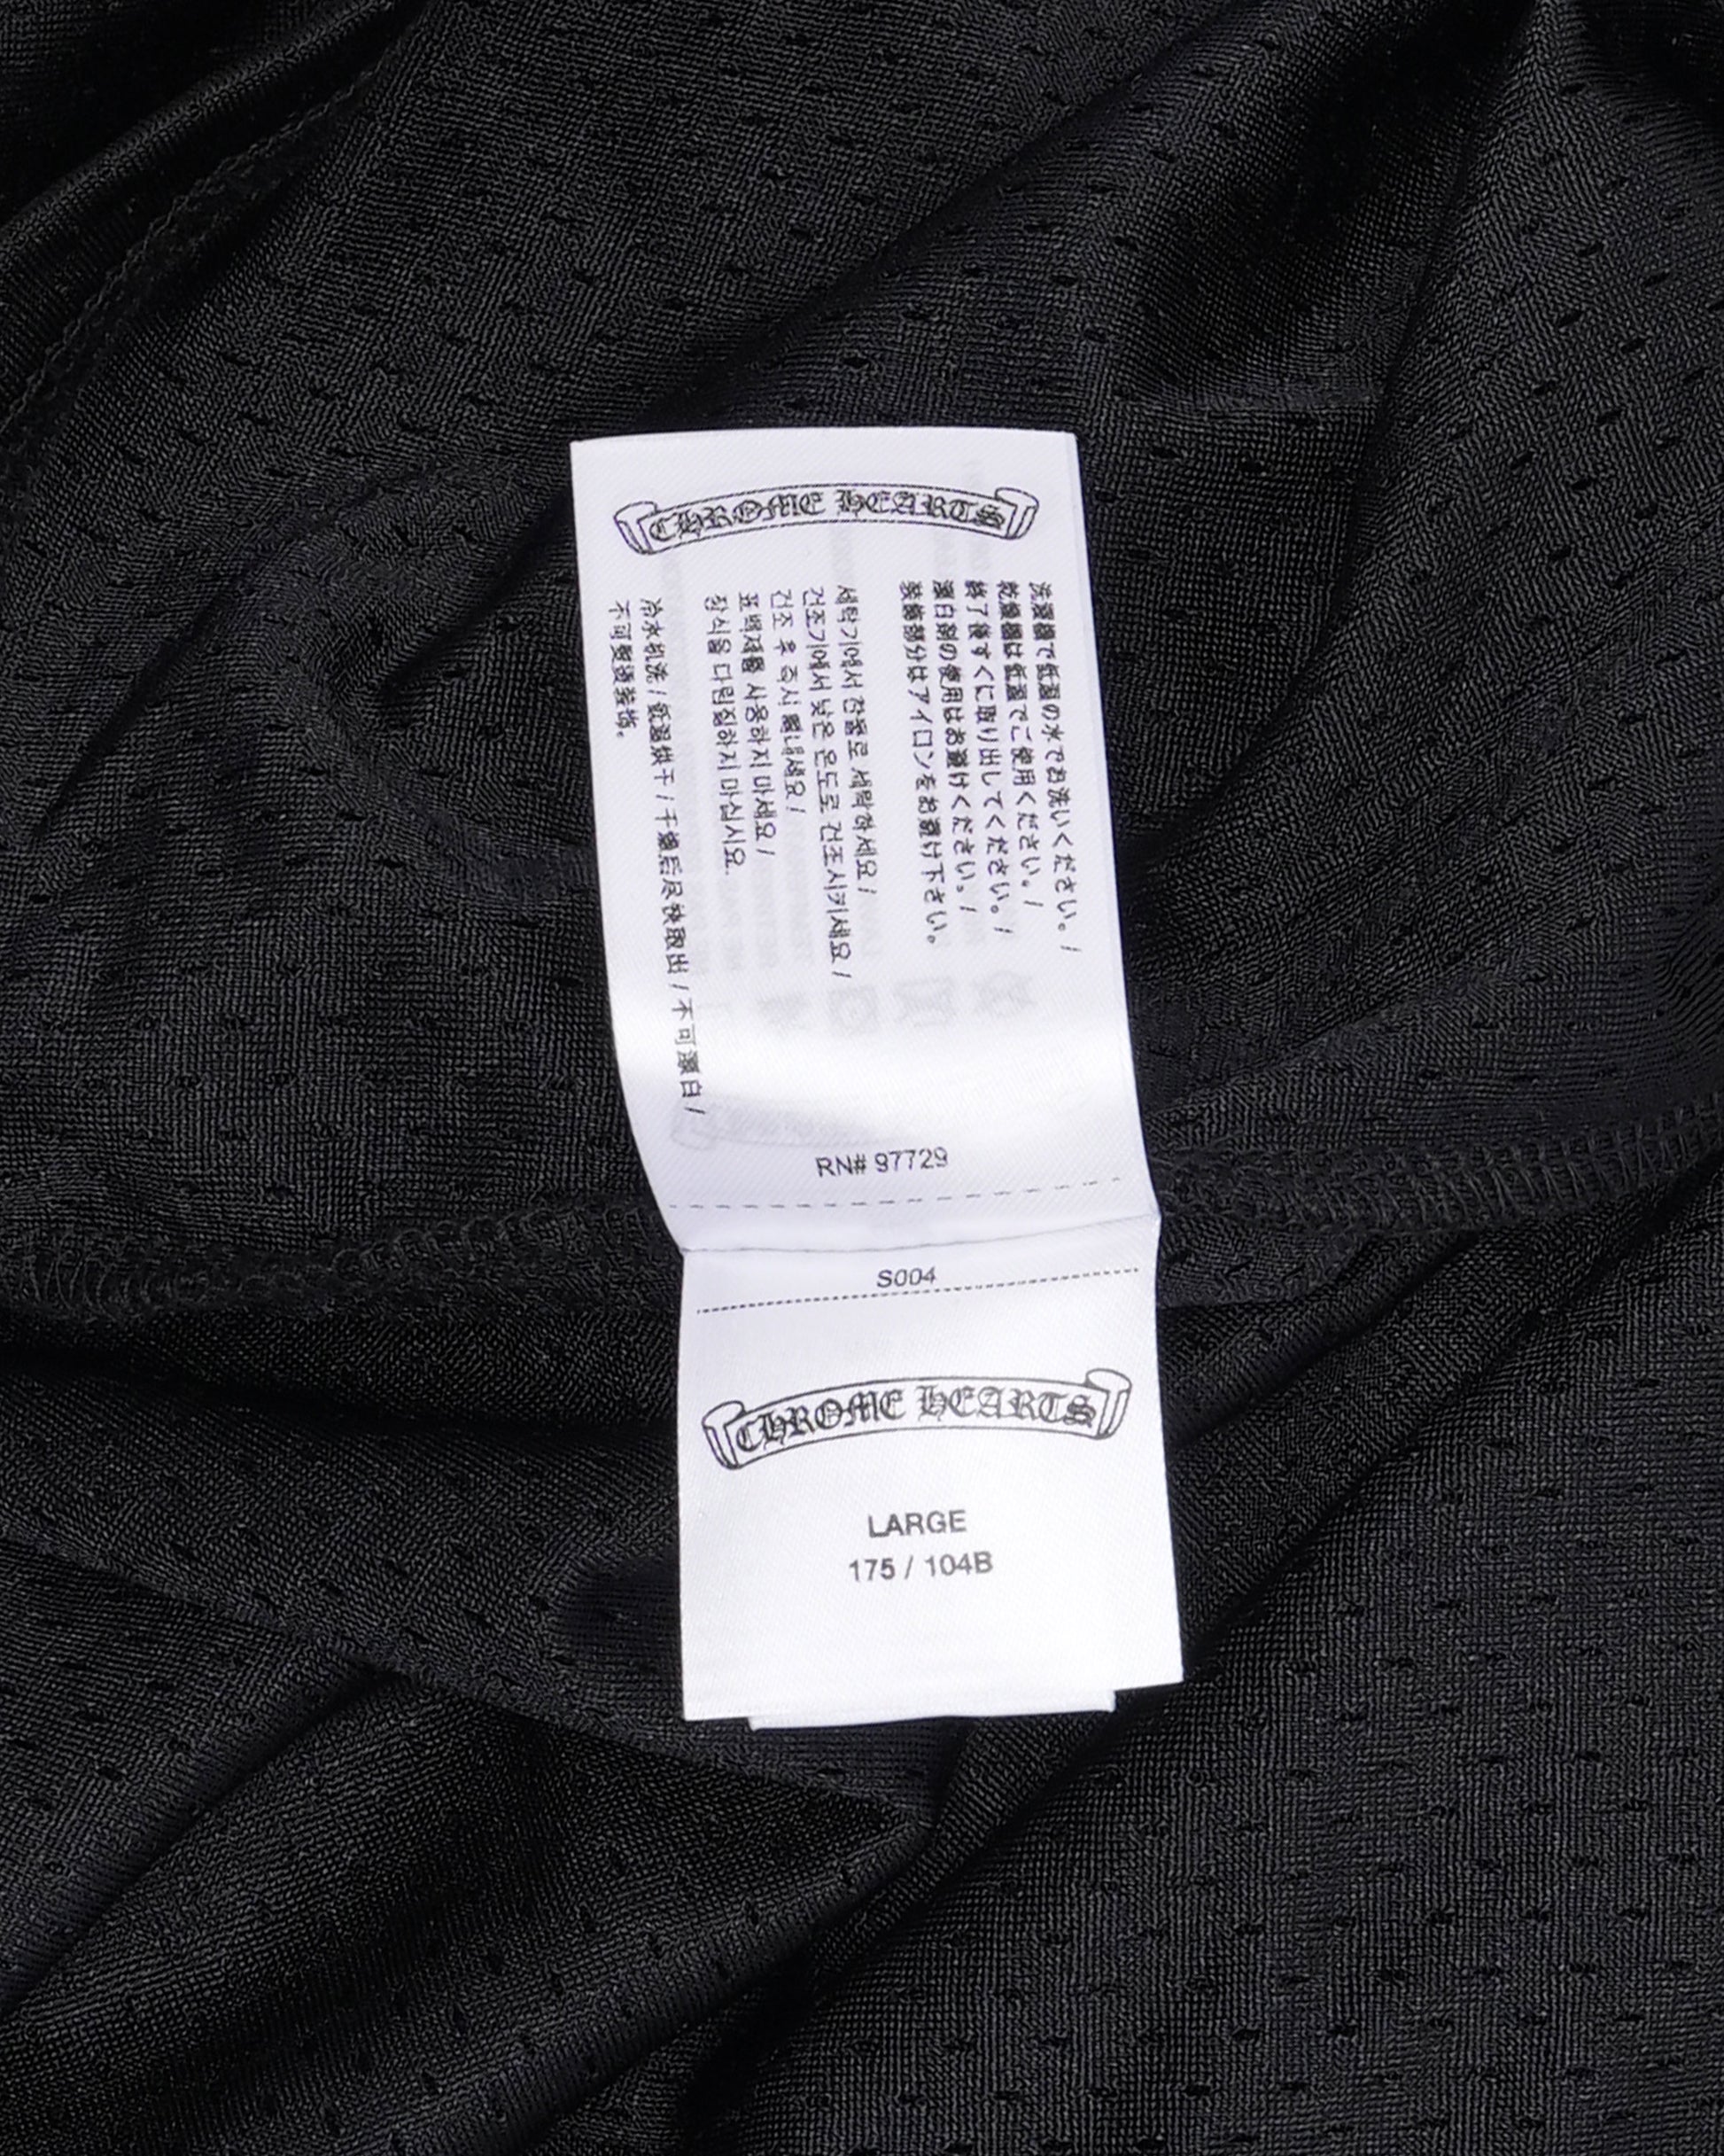 CHROME HEARTS
洗濯機で低温の水でお洗いください。/
乾燥機は低温でご使用ください。/
終了後すぐに取り出してください。/
漂白剤の使用はお避けください。/
装飾部分はアイロンをお避け下さい。
세탁기에서 찬물로 세탁하세요 /
건조기에서 낮은 온도로 건조시키세요 /
건조 후 즉시 꺼내세요 /
표백제를 사용하지 마세요 /
장식을 다림질하지 마십시오.
冷水机洗 / 低温烘干 / 干燥后尽快取出 / 不可漂白 /
不可熨烫装饰。
RN# 97729
S004
CHROME HEARTS
LARGE
175 / 104B